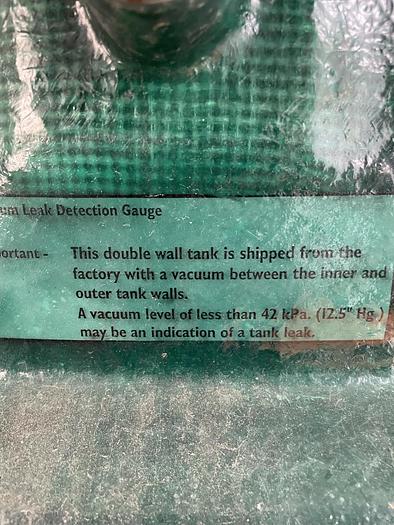 um Leak Detection Gauge
ortant - This double wall tank is shipped from the
factory with a vacuum between the inner and
outer tank walls.
A vacuum level of less than 42 kPa. (12.5" Hg.)
may be an indication of a tank leak.